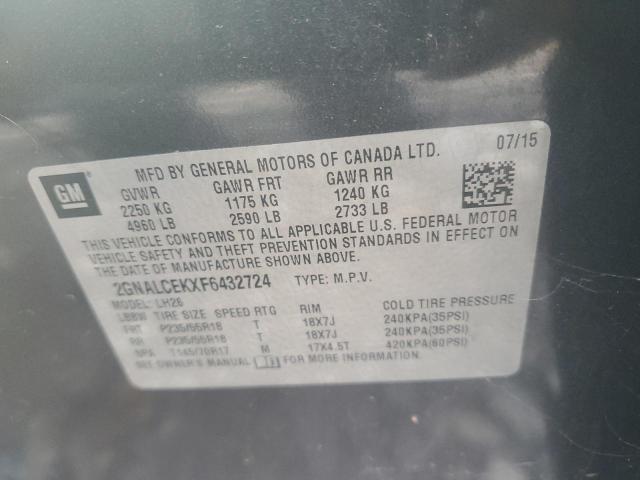 GM
MFD BY GENERAL MOTORS OF CANADA LTD. 07/15
GVWR GAWR FRT GAWR RR
2250 KG 1175 KG 1240 KG
4960 LB 2590 LB 2733 LB
THIS VEHICLE CONFORMS TO ALL APPLICABLE U.S. FEDERAL MOTOR
VEHICLE SAFETY AND THEFT PREVENTION STANDARDS IN EFFECT ON
THE DATE OF MANUFACTURE SHOWN ABOVE.
2GNALCEKXF6432724 TYPE: M.P.V.
MODEL: LH26
LBBW TIRE SIZE SPEED RTG RIM COLD TIRE PRESSURE
FRT P235/55R18 T 18X7J 240KPA(35PSI)
RR P235/55R18 T 18X7J 240KPA(35PSI)
SPA T145/70R17 M 17X4.5T 420KPA(60PSI)
SEE OWNER'S MANUAL FOR MORE INFORMATION.